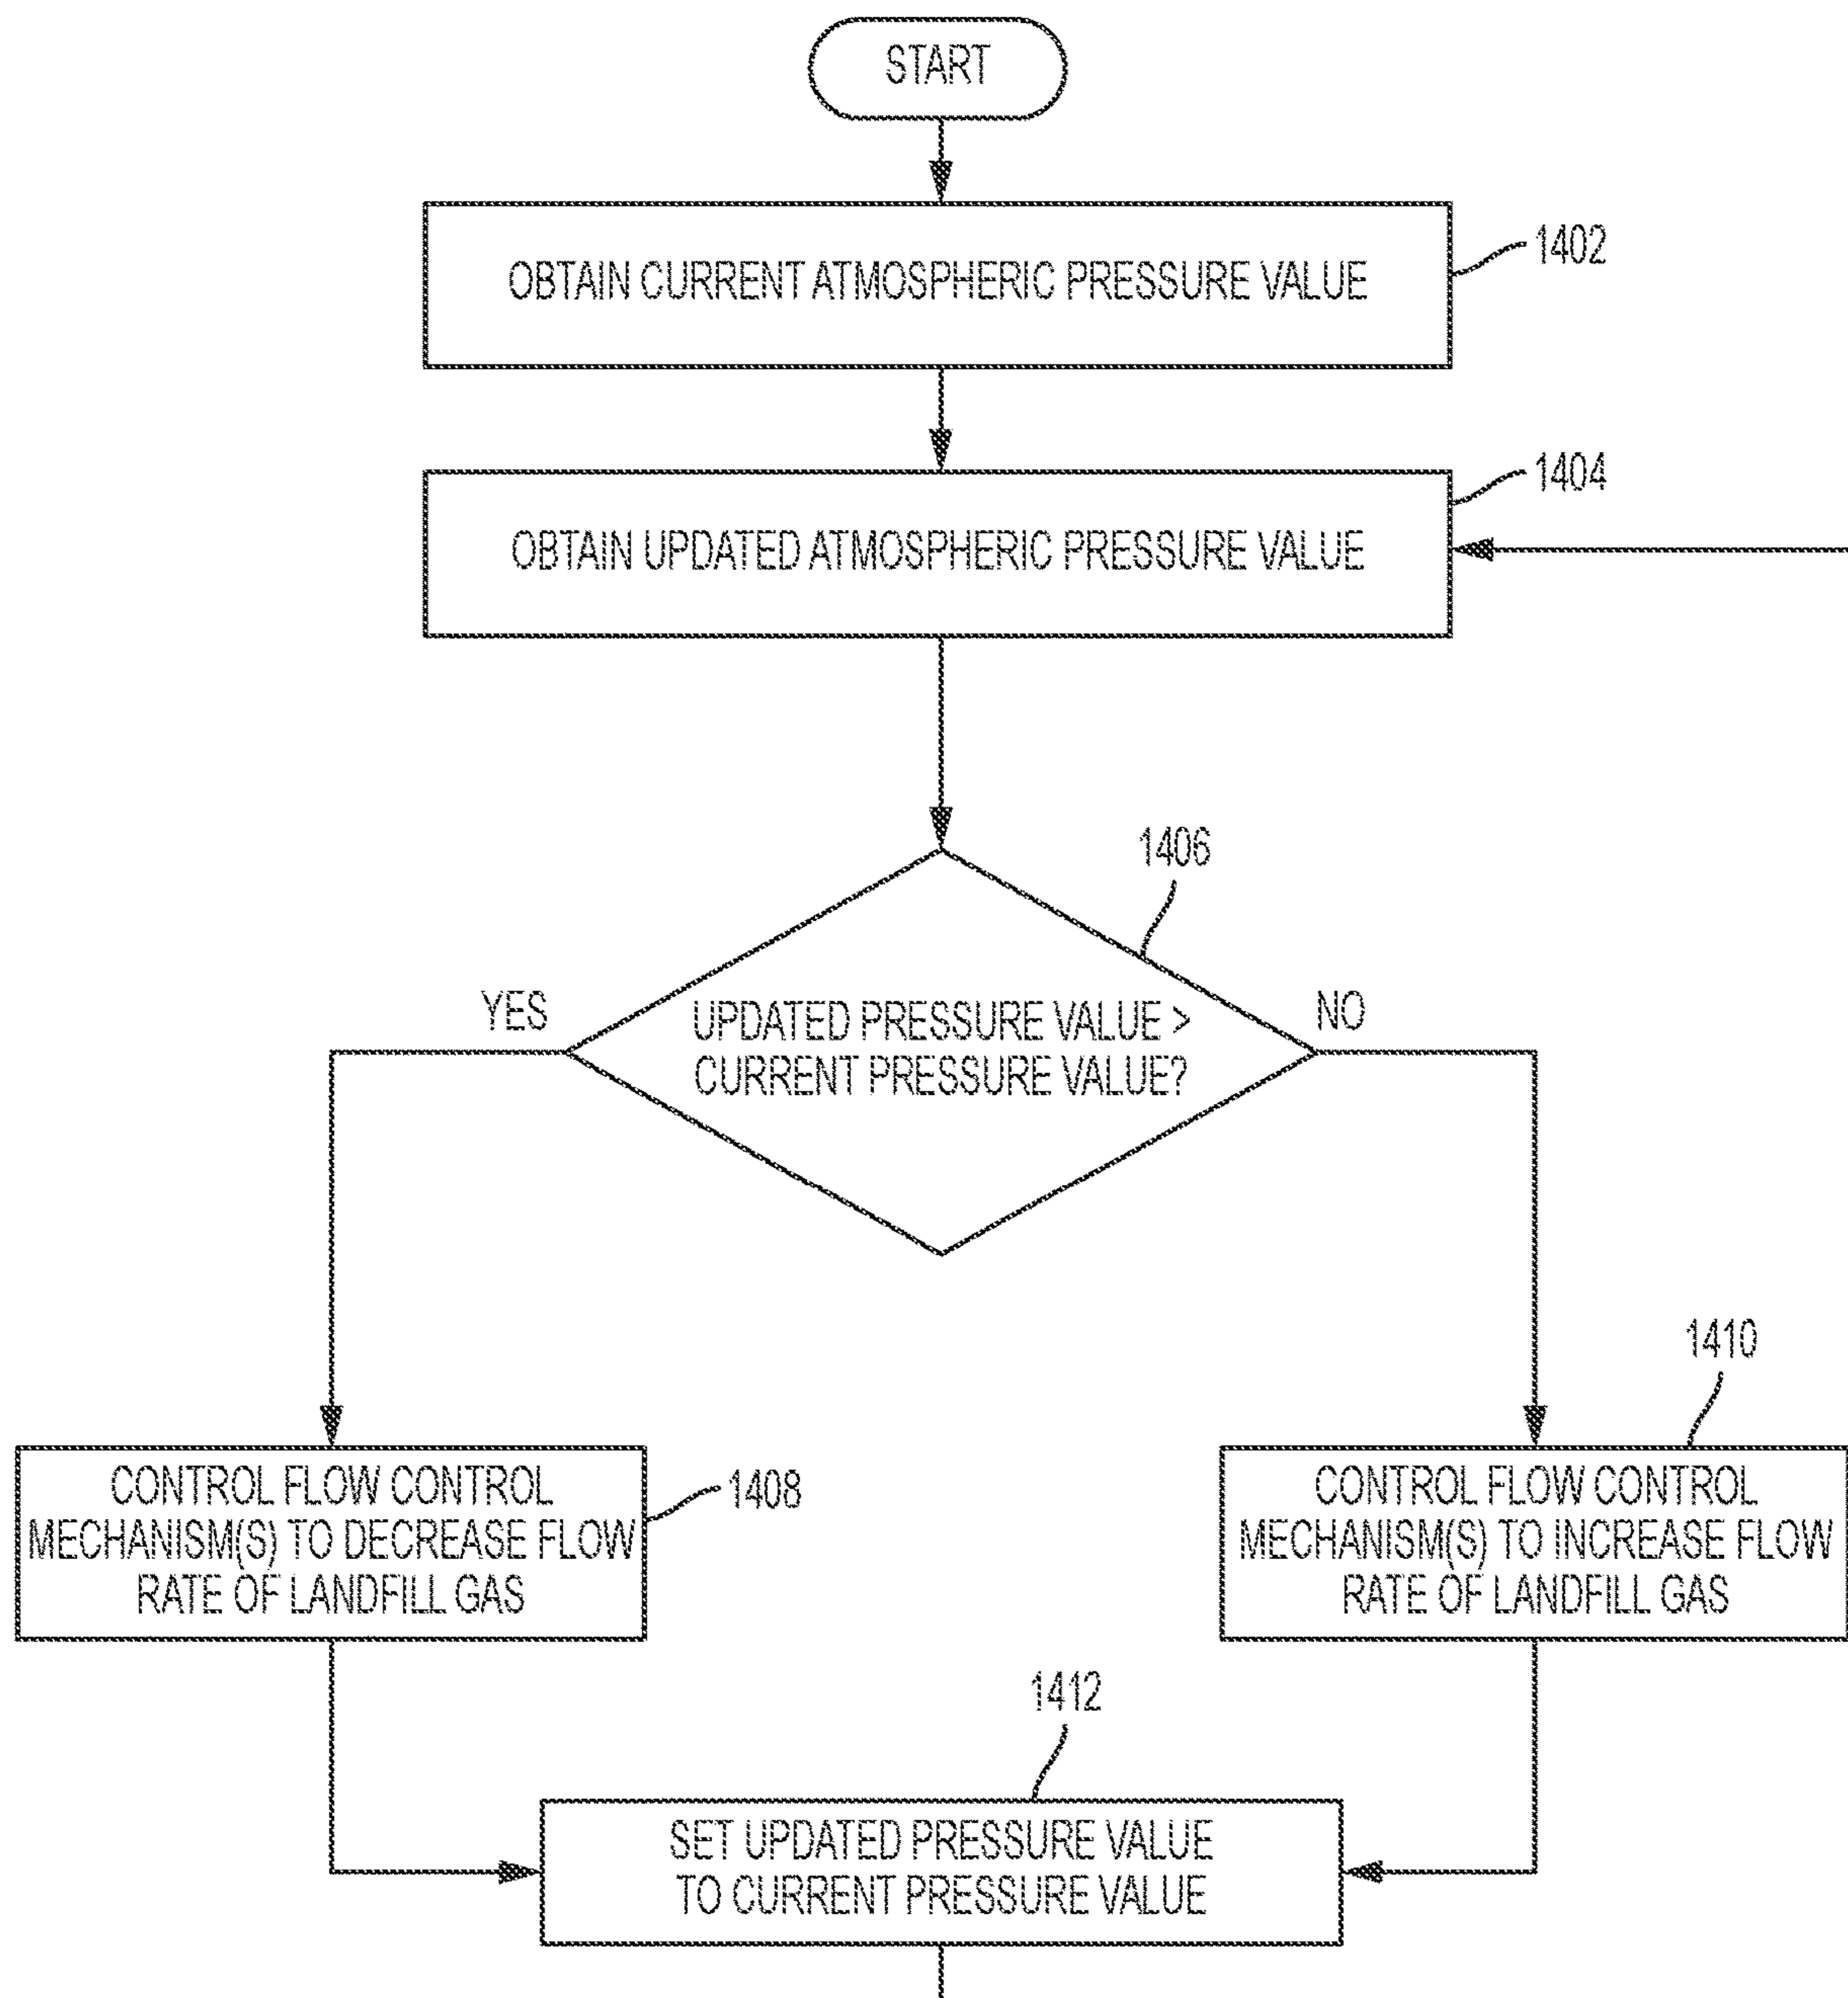 START
OBTAIN CURRENT ATMOSPHERIC PRESSURE VALUE
1402
OBTAIN UPDATED ATMOSPHERIC PRESSURE VALUE
1404
1406
UPDATED PRESSURE VALUE >
CURRENT PRESSURE VALUE?
YES
NO
CONTROL FLOW CONTROL
MECHANISM(S) TO DECREASE FLOW
RATE OF LANDFILL GAS
1408
1410
CONTROL FLOW CONTROL
MECHANISM(S) TO INCREASE FLOW
RATE OF LANDFILL GAS
1412
SET UPDATED PRESSURE VALUE
TO CURRENT PRESSURE VALUE